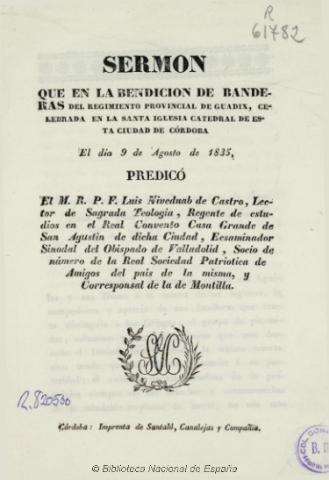 R
61782
SERMON
QUE EN LA BENDICION DE BANDE-
RAS DEL REGIMIENTO PROVINCIAL DE GUADIX, CE-
LEBRADA EN LA SANTA IGLESIA CATEDRAL DE ES-
TA CIUDAD DE CÓRDOBA
El dia 9 de Agosto de 1835,
PREDICÓ
El M. R. P. F. Luis Niveduab de Castro, Lec-
tor de Sagrada Teologia, Regente de estu-
dios en el Real Convento Casa Grande de
San Agustin de dicha Ciudad, Ecsaminador
Sinodal del Obispado de Valladolid, Socio de
número de la Real Sociedad Patriotica de
Amigos del pais de la misma, y
Corresponsal de la de Montilla.
R.820500
Córdoba: Imprenta de Santaló, Canalejas y Compañia.
© Biblioteca Nacional de España